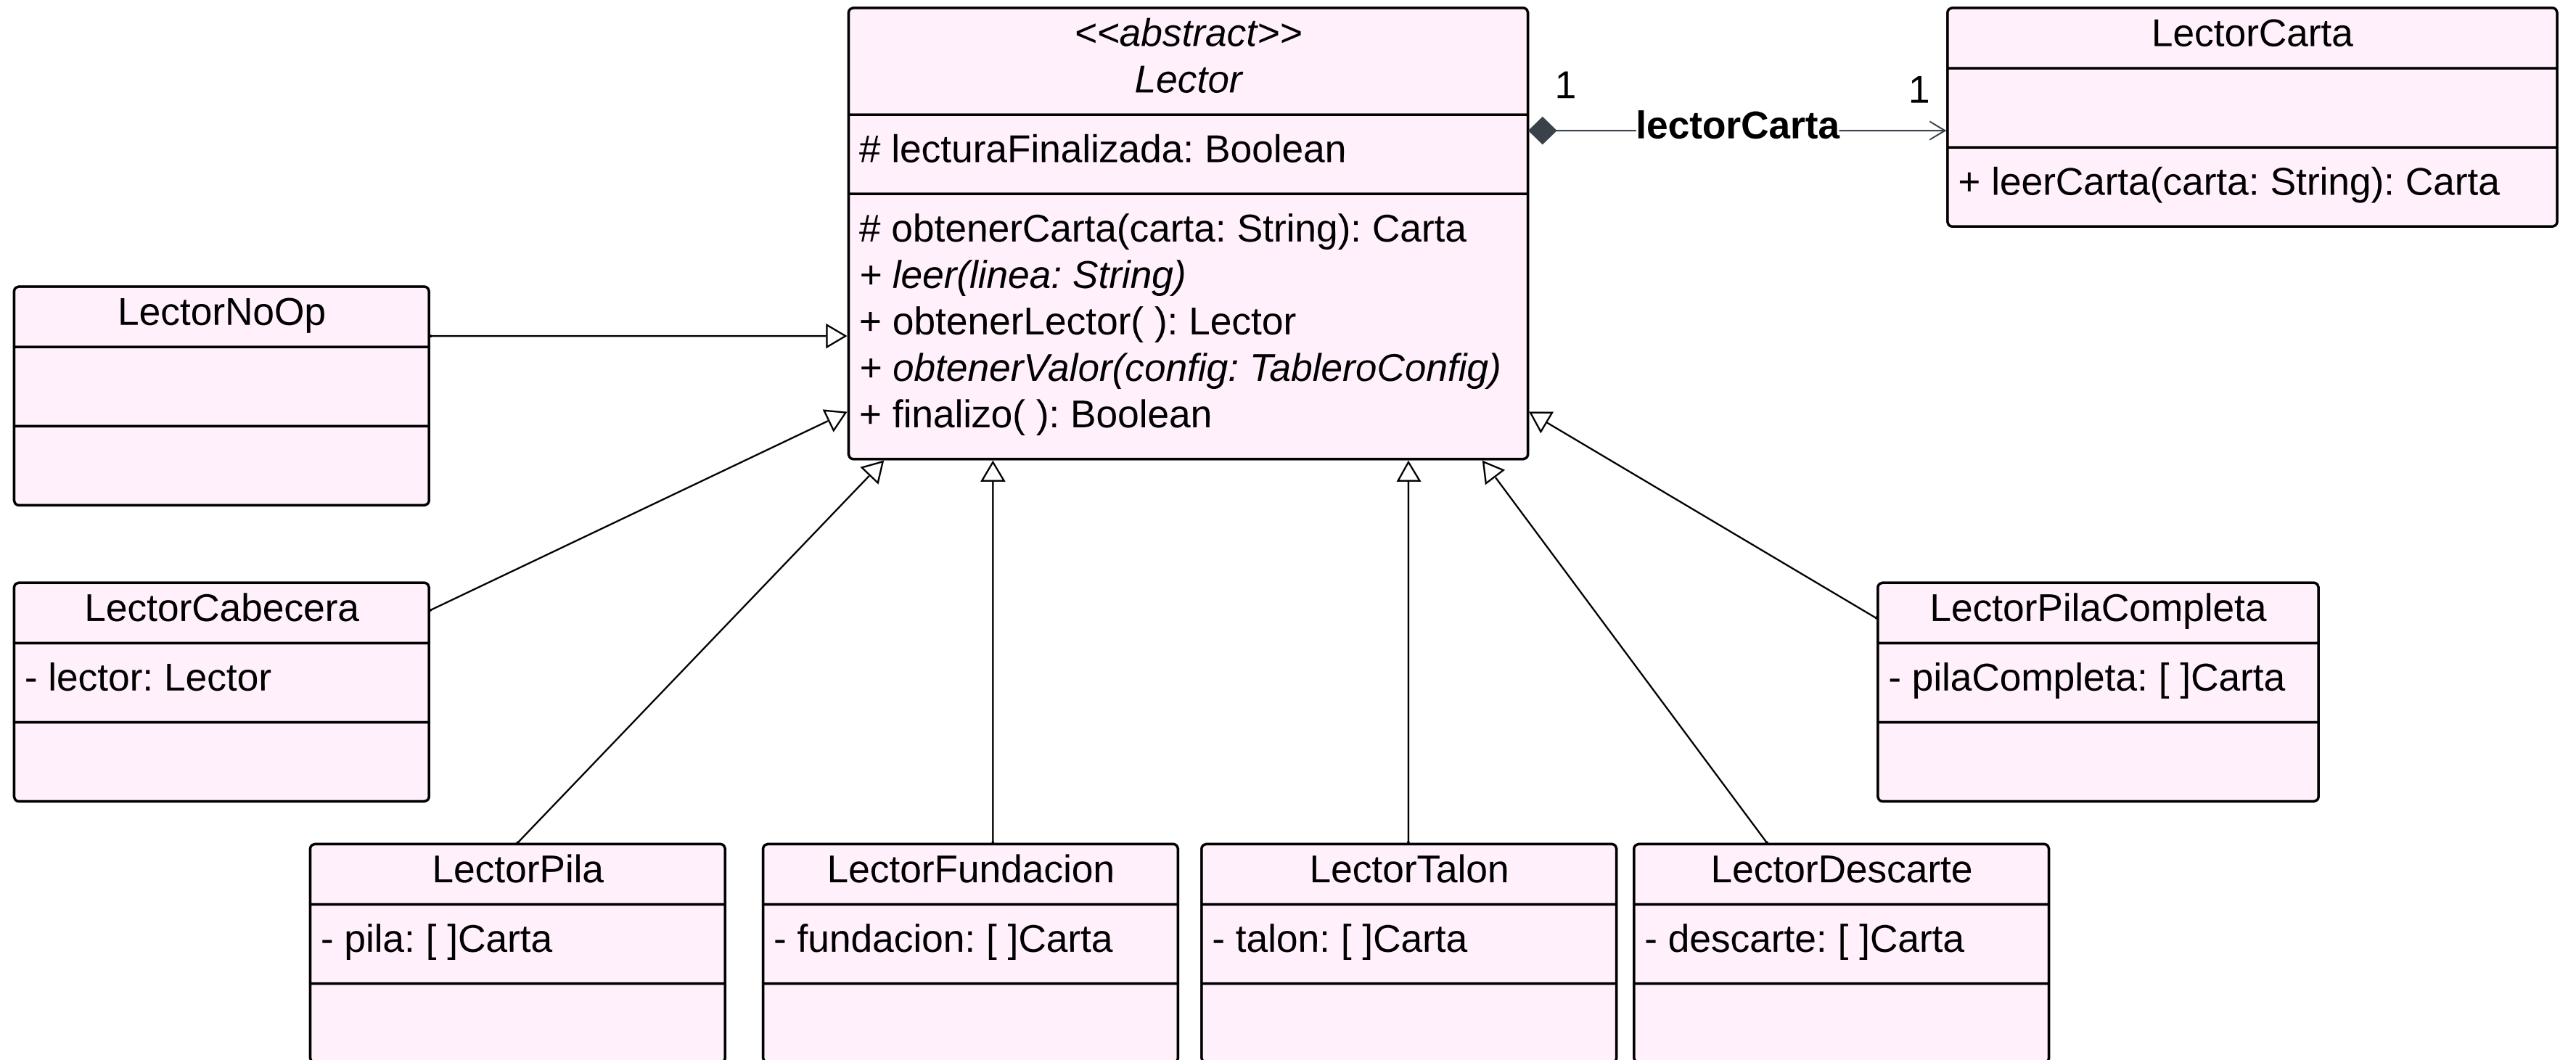 <<abstract>>
Lector
# lecturaFinalizada: Boolean
# obtenerCarta(carta: String): Carta
+ leer(linea: String)
+ obtenerLector( ): Lector
+ obtenerValor(config: TableroConfig)
+ finalizo( ): Boolean
1
lectorCarta
1
LectorCarta
+ leerCarta(carta: String): Carta
LectorNoOp
LectorCabecera
- lector: Lector
LectorPilaCompleta
- pilaCompleta: [ ]Carta
LectorPila
- pila: [ ]Carta
LectorFundacion
- fundacion: [ ]Carta
LectorTalon
- talon: [ ]Carta
LectorDescarte
- descarte: [ ]Carta